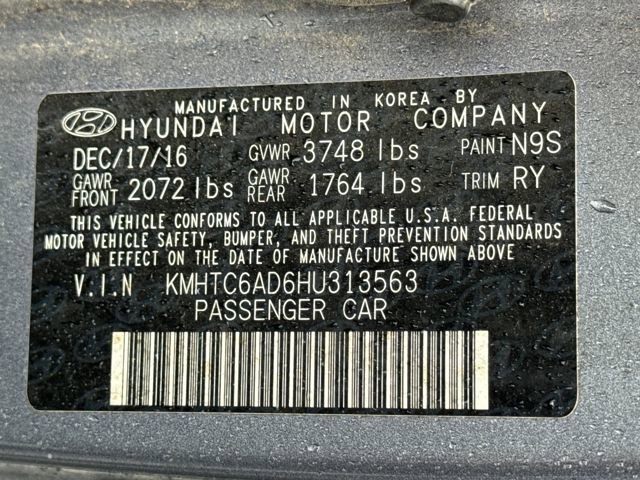 MANUFACTURED IN KOREA BY
HYUNDAI MOTOR COMPANY
DEC/17/16 GVWR 3748 lbs PAINT N9S
GAWR FRONT 2072 lbs GAWR REAR 1764 lbs TRIM RY
THIS VEHICLE CONFORMS TO ALL APPLICABLE U.S.A. FEDERAL
MOTOR VEHICLE SAFETY, BUMPER, AND THEFT PREVENTION STANDARDS
IN EFFECT ON THE DATE OF MANUFACTURE SHOWN ABOVE
V.I.N KMHTC6AD6HU313563
PASSENGER CAR